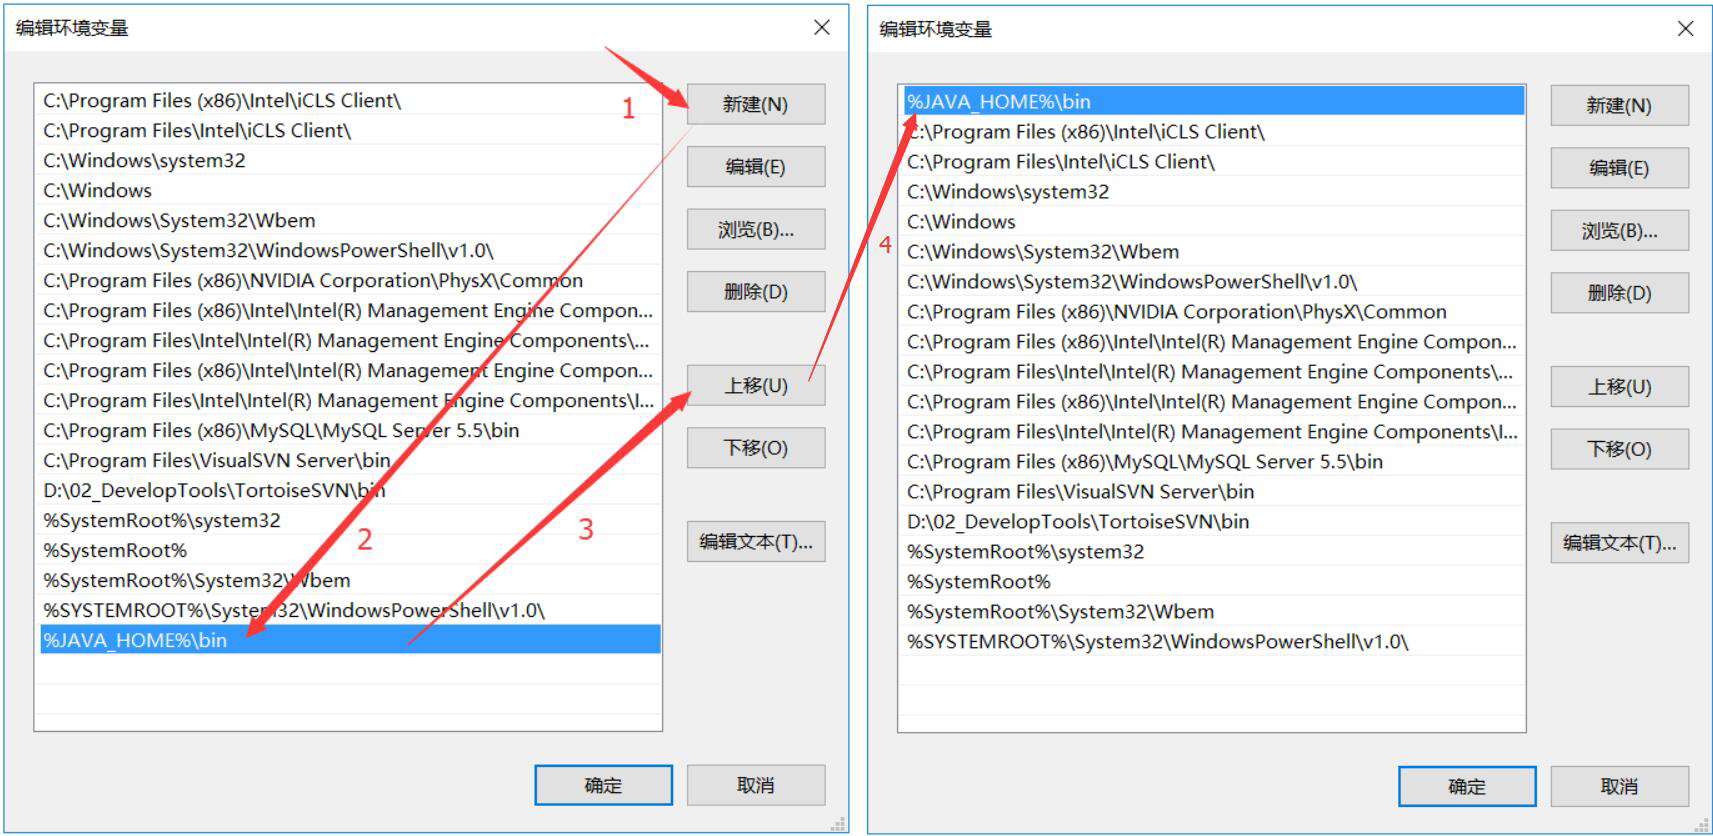 编辑环境变量
C:\Program Files (x86)\Intel\iCLS Client\
C:\Program Files\Intel\iCLS Client\
C:\Windows\system32
C:\Windows
C:\Windows\System32\Wbem
C:\Windows\System32\WindowsPowerShell\v1.0\
C:\Program Files (x86)\NVIDIA Corporation\PhysX\Common
C:\Program Files (x86)\Intel\Intel(R) Management Engine Compon...
C:\Program Files\Intel\Intel(R) Management Engine Components\...
C:\Program Files (x86)\Intel\Intel(R) Management Engine Compon...
C:\Program Files\Intel\Intel(R) Management Engine Components\I...
C:\Program Files (x86)\MySQL\MySQL Server 5.5\bin
C:\Program Files\VisualSVN Server\bin
D:\02_DevelopTools\TortoiseSVN\bin
%SystemRoot%\system32
%SystemRoot%
%SystemRoot%\System32\Wbem
%SYSTEMROOT%\System32\WindowsPowerShell\v1.0\
%JAVA_HOME%\bin
1
2
3
4
新建(N)
编辑(E)
浏览(B)...
删除(D)
上移(U)
下移(O)
编辑文本(T)...
确定
取消
编辑环境变量
%JAVA_HOME%\bin
C:\Program Files (x86)\Intel\iCLS Client\
C:\Program Files\Intel\iCLS Client\
C:\Windows\system32
C:\Windows
C:\Windows\System32\Wbem
C:\Windows\System32\WindowsPowerShell\v1.0\
C:\Program Files (x86)\NVIDIA Corporation\PhysX\Common
C:\Program Files (x86)\Intel\Intel(R) Management Engine Compon...
C:\Program Files\Intel\Intel(R) Management Engine Components\...
C:\Program Files (x86)\Intel\Intel(R) Management Engine Compon...
C:\Program Files\Intel\Intel(R) Management Engine Components\I...
C:\Program Files (x86)\MySQL\MySQL Server 5.5\bin
C:\Program Files\VisualSVN Server\bin
D:\02_DevelopTools\TortoiseSVN\bin
%SystemRoot%\system32
%SystemRoot%
%SystemRoot%\System32\Wbem
%SYSTEMROOT%\System32\WindowsPowerShell\v1.0\
新建(N)
编辑(E)
浏览(B)...
删除(D)
上移(U)
下移(O)
编辑文本(T)...
确定
取消